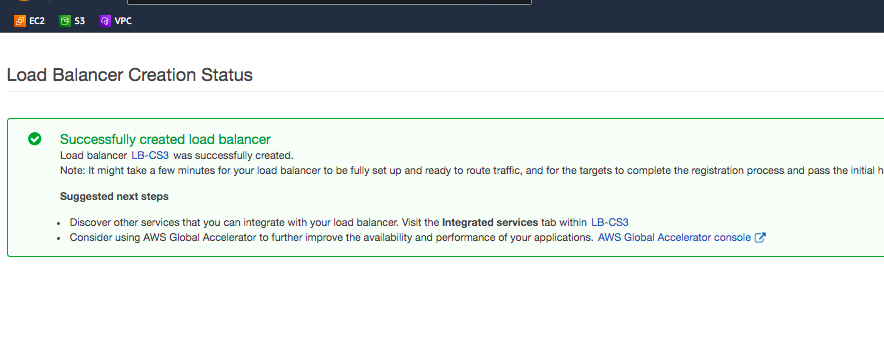 EC2 S3 VPC
Load Balancer Creation Status
Successfully created load balancer
Load balancer LB-CS3 was successfully created.
Note: It might take a few minutes for your load balancer to be fully set up and ready to route traffic, and for the targets to complete the registration process and pass the initial h
Suggested next steps
• Discover other services that you can integrate with your load balancer. Visit the Integrated services tab within LB-CS3
• Consider using AWS Global Accelerator to further improve the availability and performance of your applications. AWS Global Accelerator console